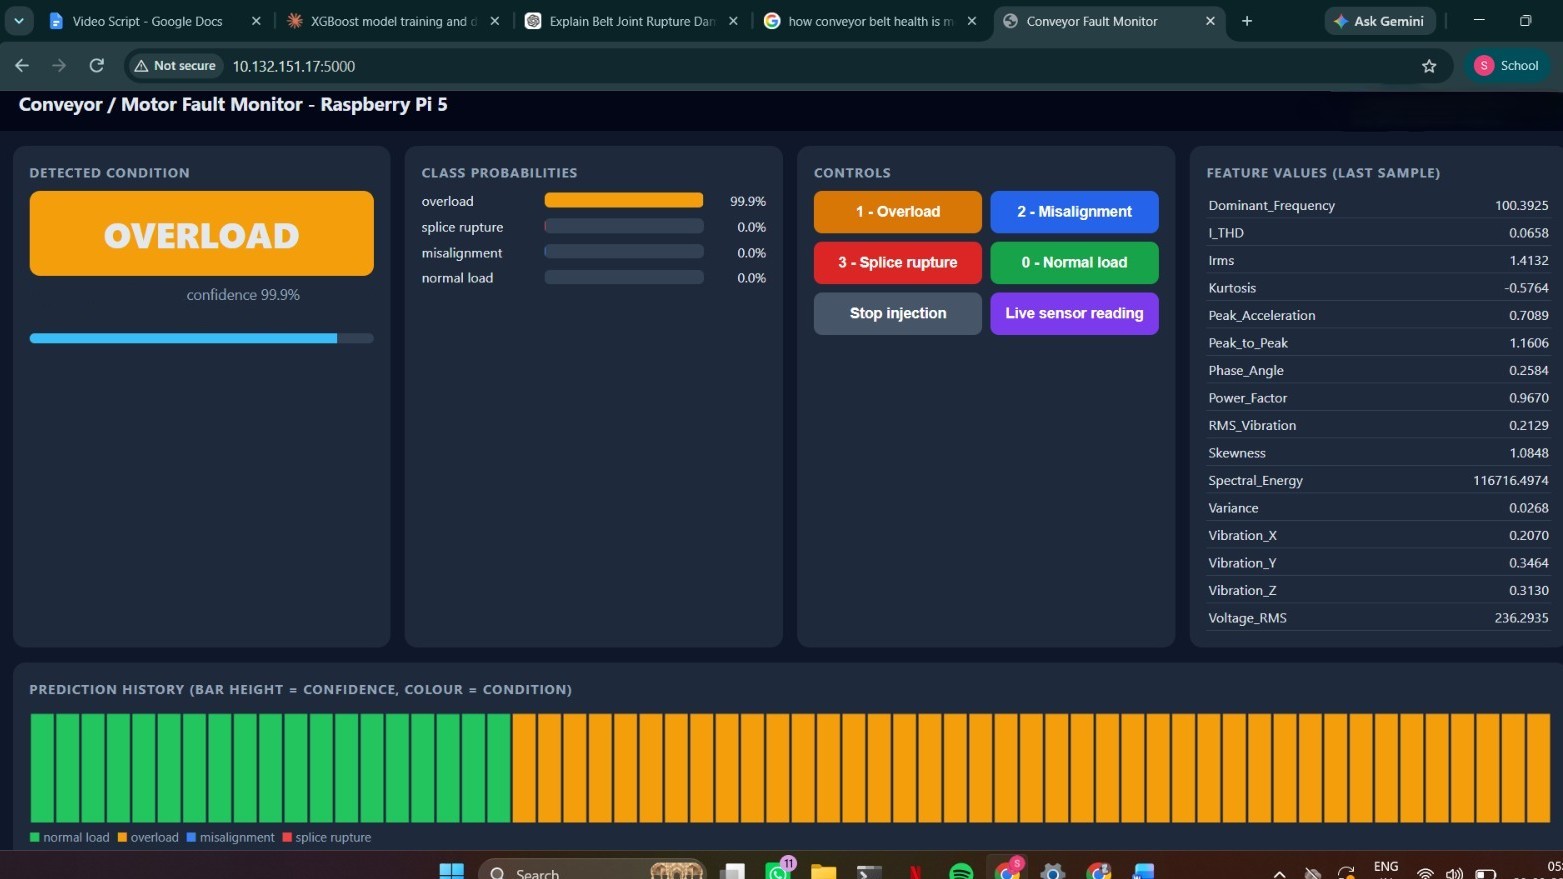 Video Script - Google Docs
XGBoost model training and d
Explain Belt Joint Rupture Dam
how conveyor belt health is m
Conveyor Fault Monitor
Ask Gemini
Not secure
10.132.151.17:5000
S
School
Conveyor / Motor Fault Monitor - Raspberry Pi 5
DETECTED CONDITION
OVERLOAD
confidence 99.9%
CLASS PROBABILITIES
overload 99.9%
splice rupture 0.0%
misalignment 0.0%
normal load 0.0%
CONTROLS
1 - Overload
2 - Misalignment
3 - Splice rupture
0 - Normal load
Stop injection
Live sensor reading
FEATURE VALUES (LAST SAMPLE)
Dominant_Frequency 100.3925
I_THD 0.0658
Irms 1.4132
Kurtosis -0.5764
Peak_Acceleration 0.7089
Peak_to_Peak 1.1606
Phase_Angle 0.2584
Power_Factor 0.9670
RMS_Vibration 0.2129
Skewness 1.0848
Spectral_Energy 116716.4974
Variance 0.0268
Vibration_X 0.2070
Vibration_Y 0.3464
Vibration_Z 0.3130
Voltage_RMS 236.2935
PREDICTION HISTORY (BAR HEIGHT = CONFIDENCE, COLOUR = CONDITION)
normal load overload misalignment splice rupture
Search
11
S
ENG
05: